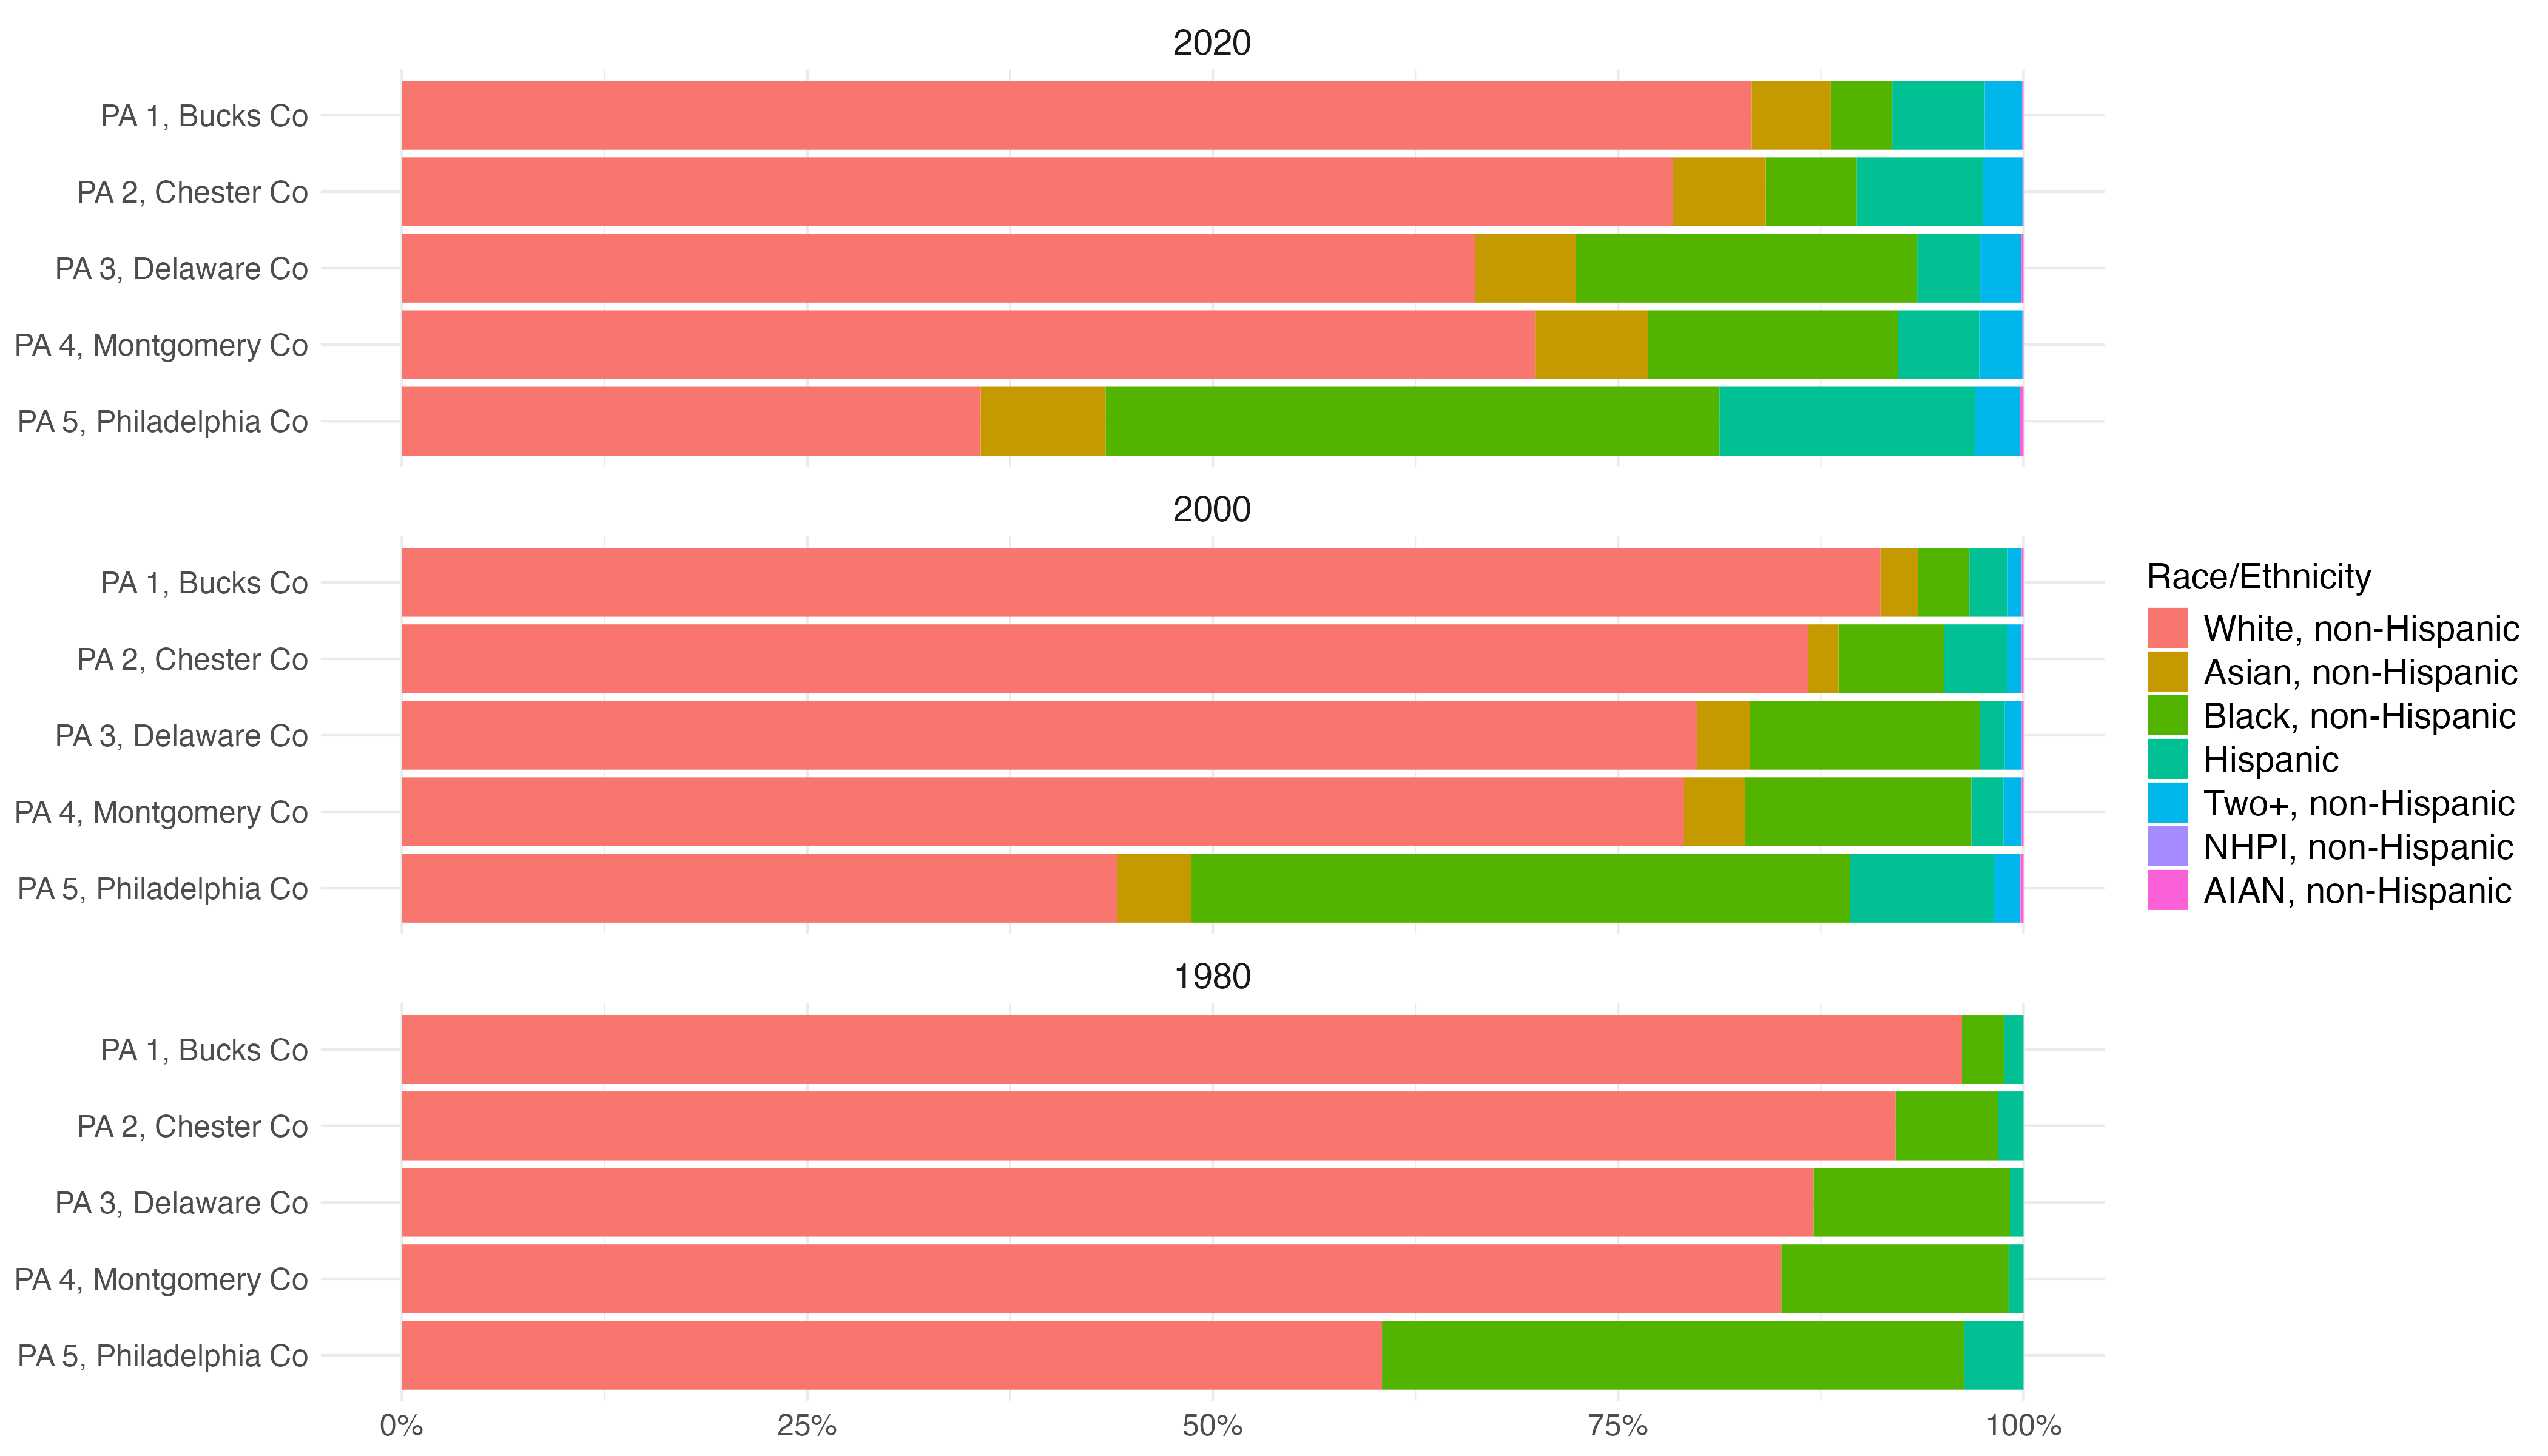 2020
PA 1, Bucks Co
PA 2, Chester Co
PA 3, Delaware Co
PA 4, Montgomery Co
PA 5, Philadelphia Co
2000
PA 1, Bucks Co
PA 2, Chester Co
PA 3, Delaware Co
PA 4, Montgomery Co
PA 5, Philadelphia Co
1980
PA 1, Bucks Co
PA 2, Chester Co
PA 3, Delaware Co
PA 4, Montgomery Co
PA 5, Philadelphia Co
0% 25% 50% 75% 100%
Race/Ethnicity
White, non-Hispanic
Asian, non-Hispanic
Black, non-Hispanic
Hispanic
Two+, non-Hispanic
NHPI, non-Hispanic
AIAN, non-Hispanic